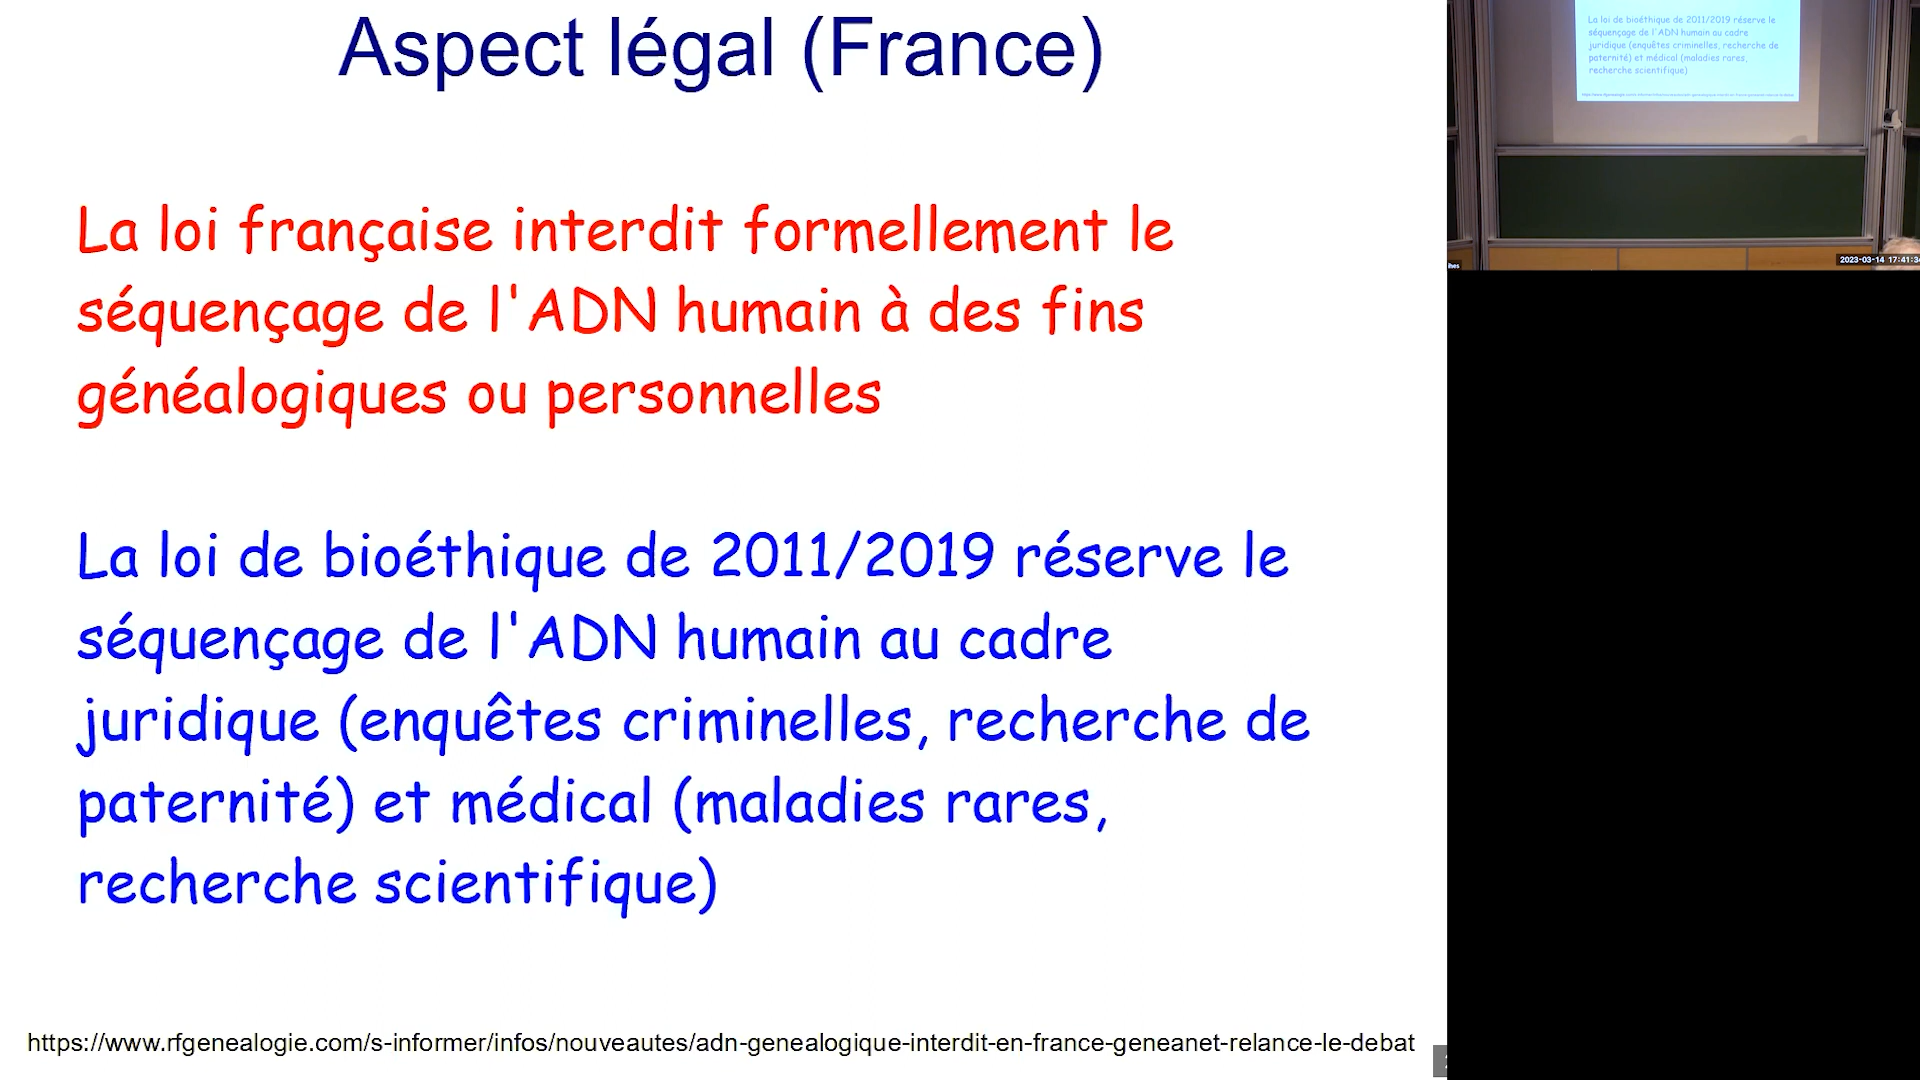 Aspect légal (France)
La loi française interdit formellement le
séquençage de l'ADN humain à des fins
généalogiques ou personnelles
La loi de bioéthique de 2011/2019 réserve le
séquençage de l'ADN humain au cadre
juridique (enquêtes criminelles, recherche de
paternité) et médical (maladies rares,
recherche scientifique)
https://www.rfgenealogie.com/s-informer/infos/nouveautes/adn-genealogique-interdit-en-france-geneanet-relance-le-debat
La loi de bioéthique de 2011/2019 réserve le
séquençage de l'ADN humain au cadre
juridique (enquêtes criminelles, recherche de
paternité) et médical (maladies rares,
recherche scientifique)
ihes
2023-03-14 17:41:3